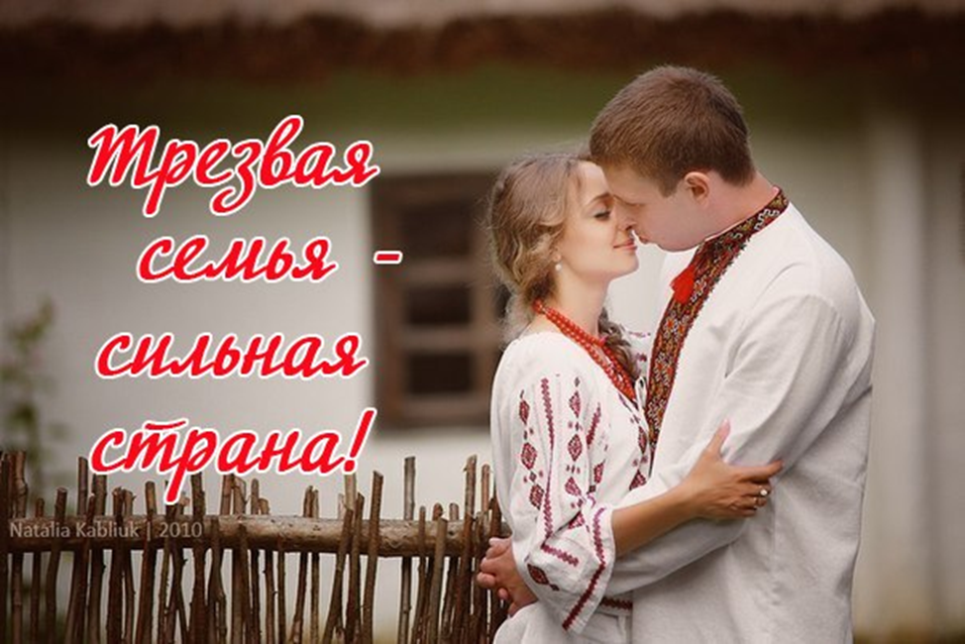 Трезвая
семья -
сильная
страна!
Natalia Kabliuk | 2010